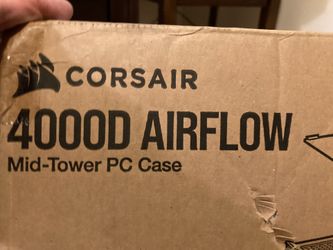 CORSAIR
4000D AIRFLOW
Mid-Tower PC Case